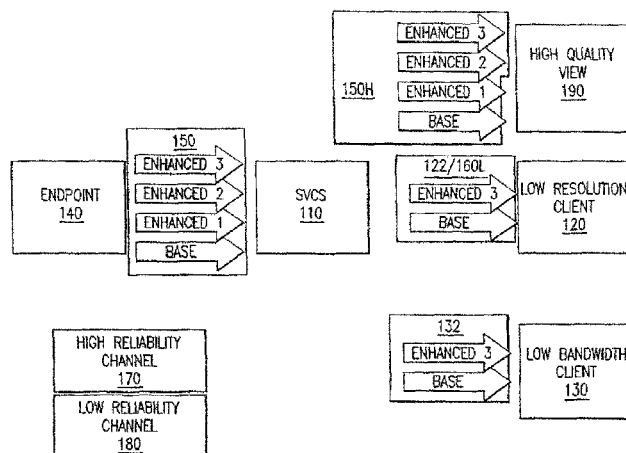 ENHANCED 3
ENHANCED 2
ENHANCED 1
BASE
150H
HIGH QUALITY
VIEW
190
150
ENHANCED 3
ENHANCED 2
ENHANCED 1
BASE
ENDPOINT
140
SVCS
110
122/160L
ENHANCED 3
BASE
LOW RESOLUTION
CLIENT
120
132
ENHANCED 3
BASE
LOW BANDWIDTH
CLIENT
130
HIGH RELIABILITY
CHANNEL
170
LOW RELIABILITY
CHANNEL
180